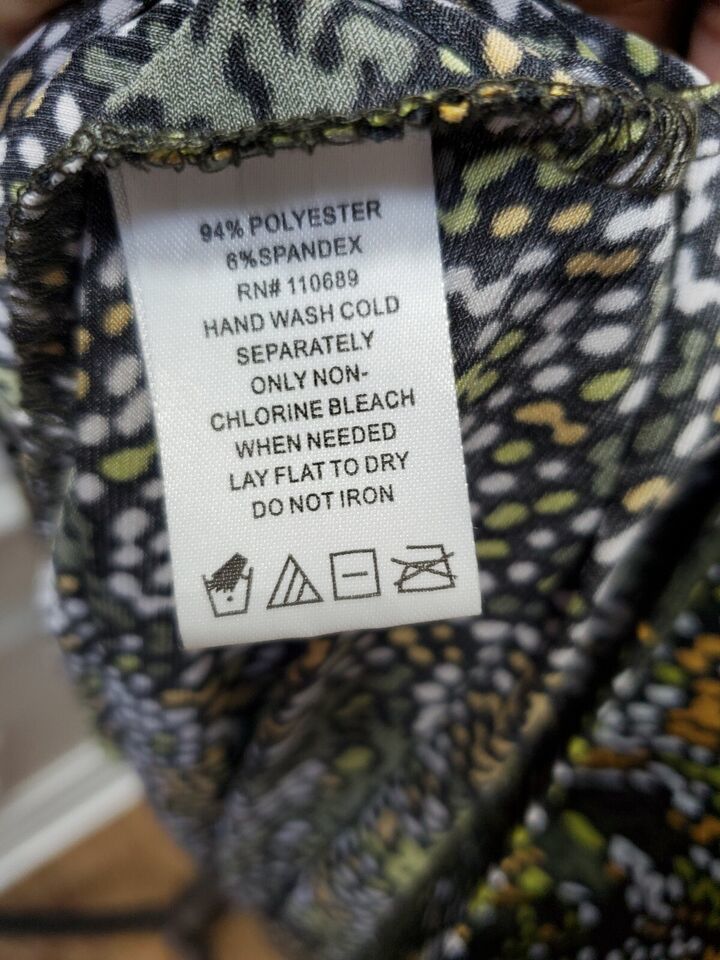 94% POLYESTER
6%SPANDEX
RN# 110689
HAND WASH COLD
SEPARATELY
ONLY NON-
CHLORINE BLEACH
WHEN NEEDED
LAY FLAT TO DRY
DO NOT IRON